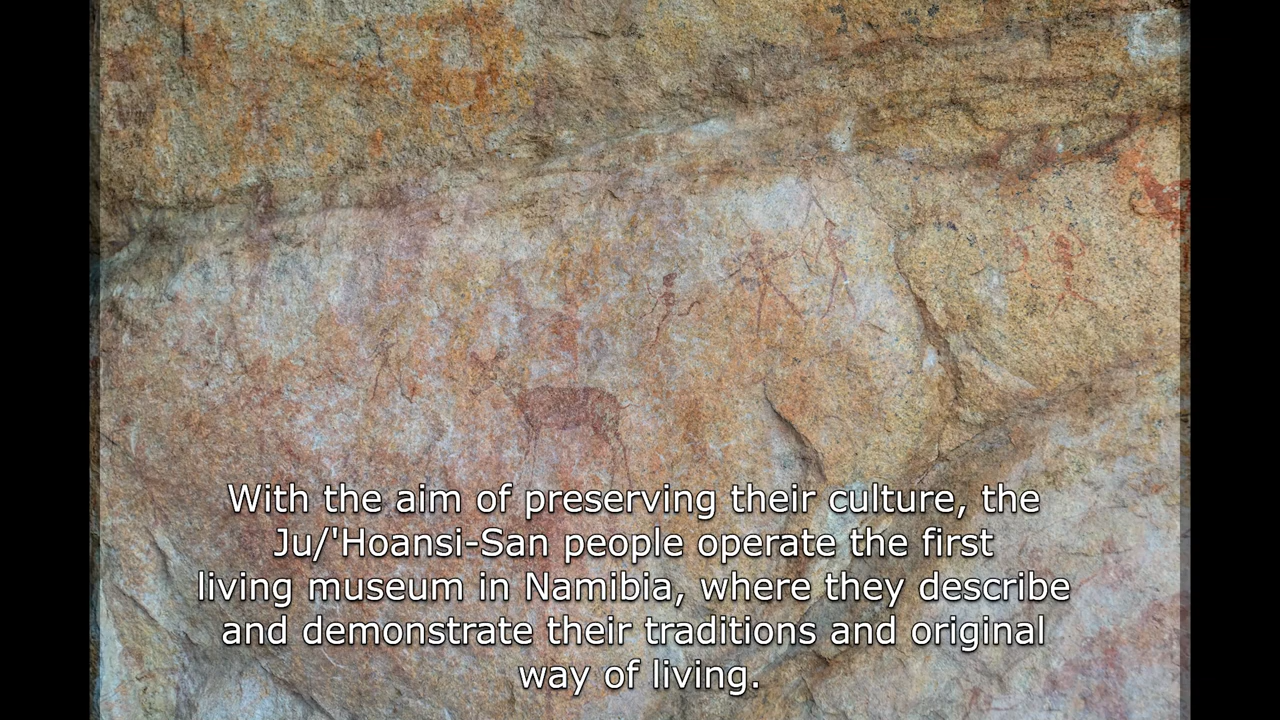 With the aim of preserving their culture, the
Ju/'Hoansi-San people operate the first
living museum in Namibia, where they describe
and demonstrate their traditions and original
way of living.